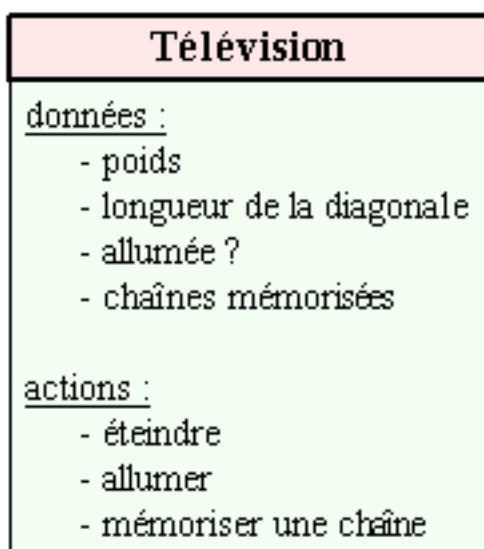 Télévision
données :
- poids
- longueur de la diagonale
- allumée ?
- chaînes mémorisées
actions :
- éteindre
- allumer
- mémoriser une chaîne